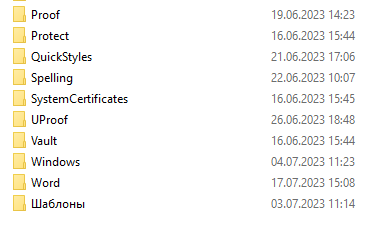 Proof 19.06.2023 14:23
Protect 16.06.2023 15:44
QuickStyles 21.06.2023 17:06
Spelling 22.06.2023 10:07
SystemCertificates 16.06.2023 15:45
UProof 26.06.2023 18:48
Vault 16.06.2023 15:44
Windows 04.07.2023 11:23
Word 17.07.2023 15:08
Шаблоны 03.07.2023 11:14